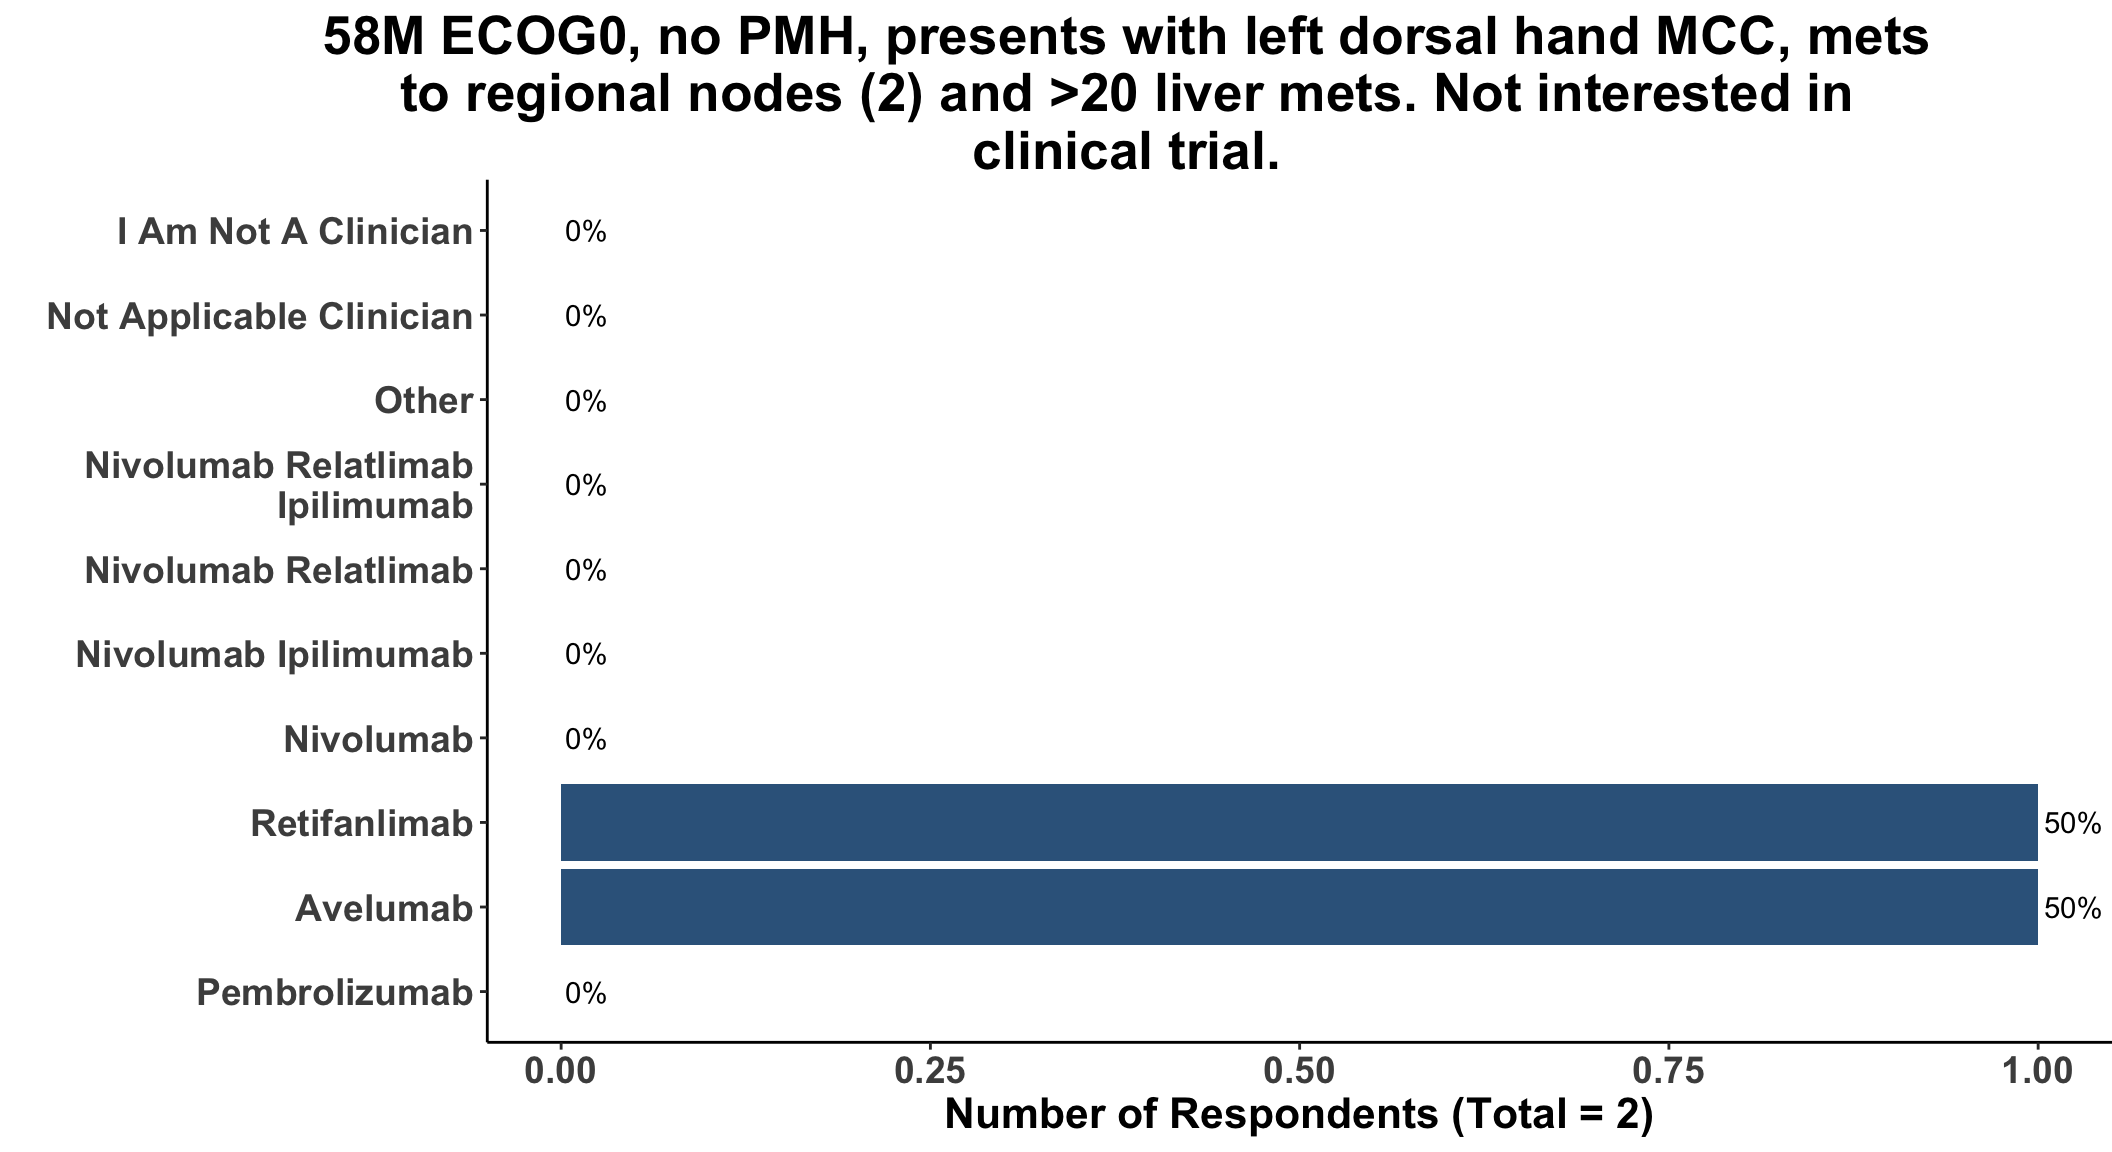 58M ECOG0, no PMH, presents with left dorsal hand MCC, mets
to regional nodes (2) and >20 liver mets. Not interested in
clinical trial.
I Am Not A Clinician
0%
Not Applicable Clinician
0%
Other
0%
Nivolumab Relatlimab
Ipilimumab
0%
Nivolumab Relatlimab
0%
Nivolumab Ipilimumab
0%
Nivolumab
0%
Retifanlimab
50%
Avelumab
50%
Pembrolizumab
0%
0.00 0.25 0.50 0.75 1.00
Number of Respondents (Total = 2)